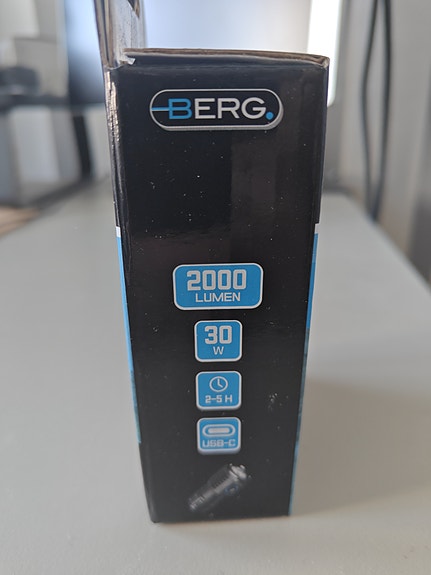 BERG.
2000
LUMEN
30
W
2-5 H
USB-C